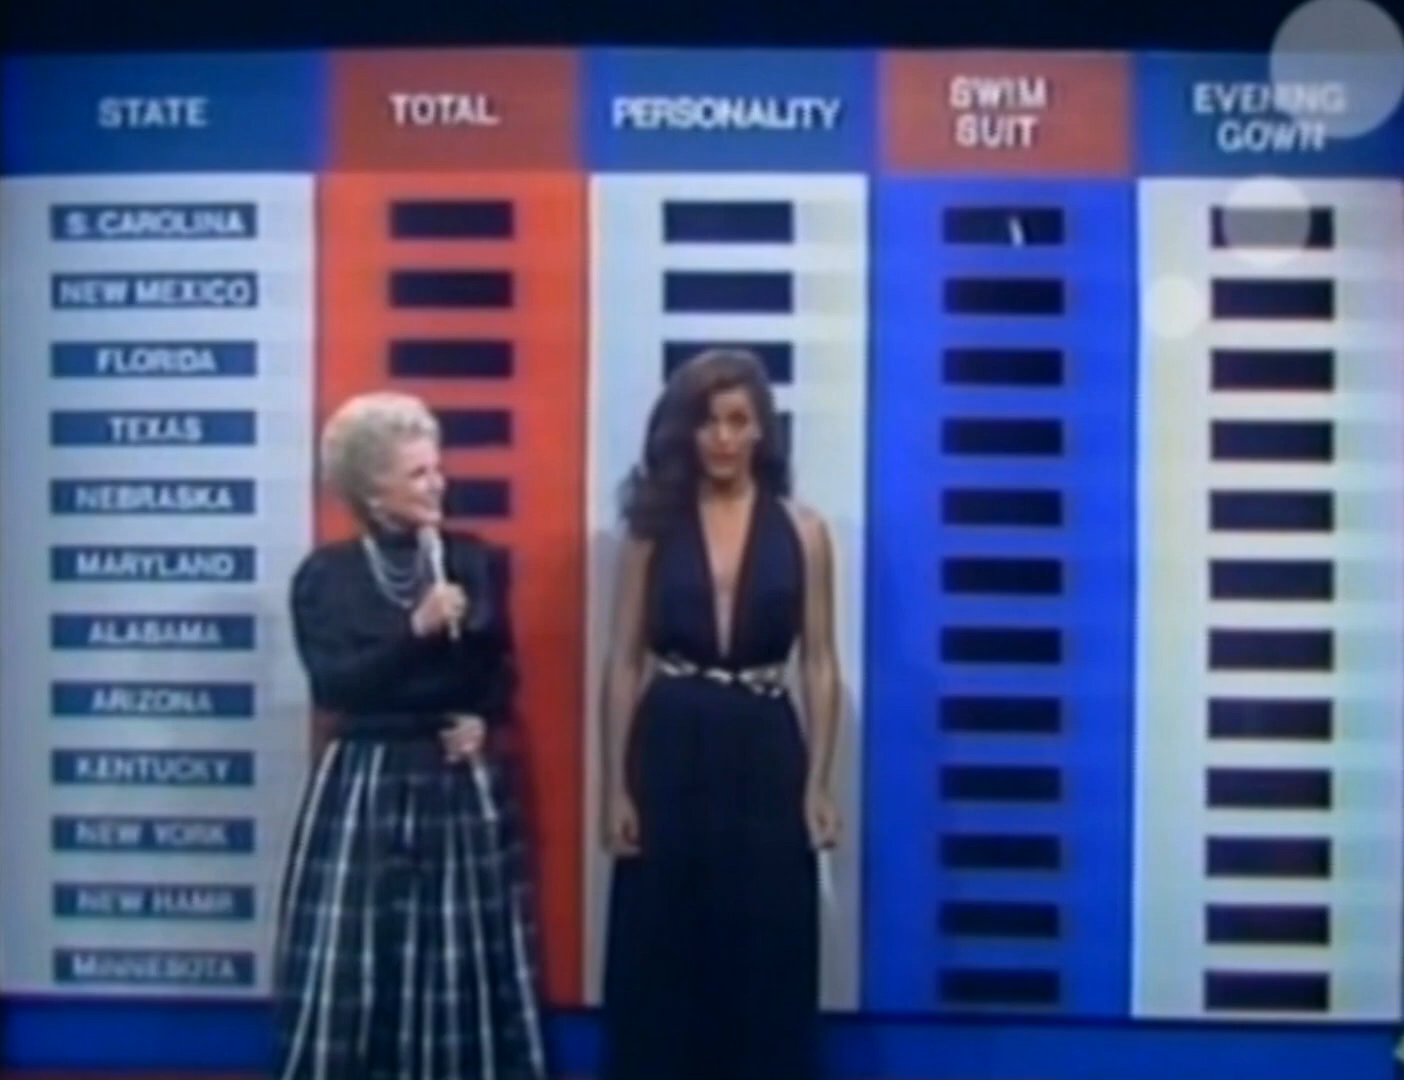 STATE
TOTAL
PERSONALITY
SWIM
SUIT
EVENING
GOWN
S. CAROLINA
NEW MEXICO
FLORIDA
TEXAS
NEBRASKA
MARYLAND
ALABAMA
ARIZONA
KENTUCKY
NEW YORK
NEW HAMP.
MINNESOTA